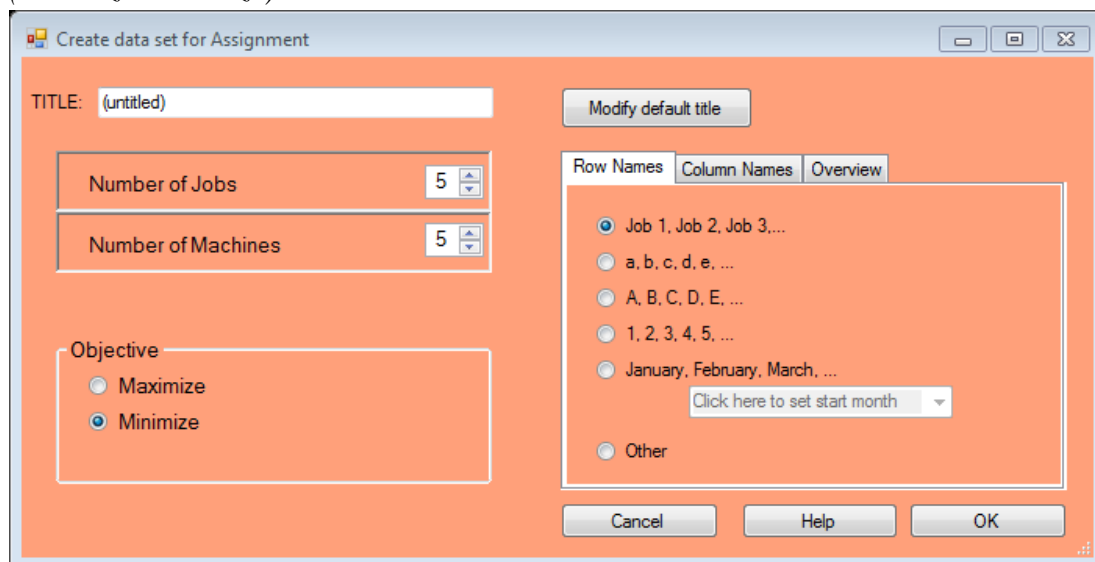 Create data set for Assignment
TITLE: (untitled)
Modify default title
Number of Jobs 5
Number of Machines 5
Objective
Maximize
Minimize
Row Names Column Names Overview
Job 1, Job 2, Job 3,...
a, b, c, d, e, ...
A, B, C, D, E, ...
1, 2, 3, 4, 5, ...
January, February, March, ...
Click here to set start month
Other
Cancel Help OK